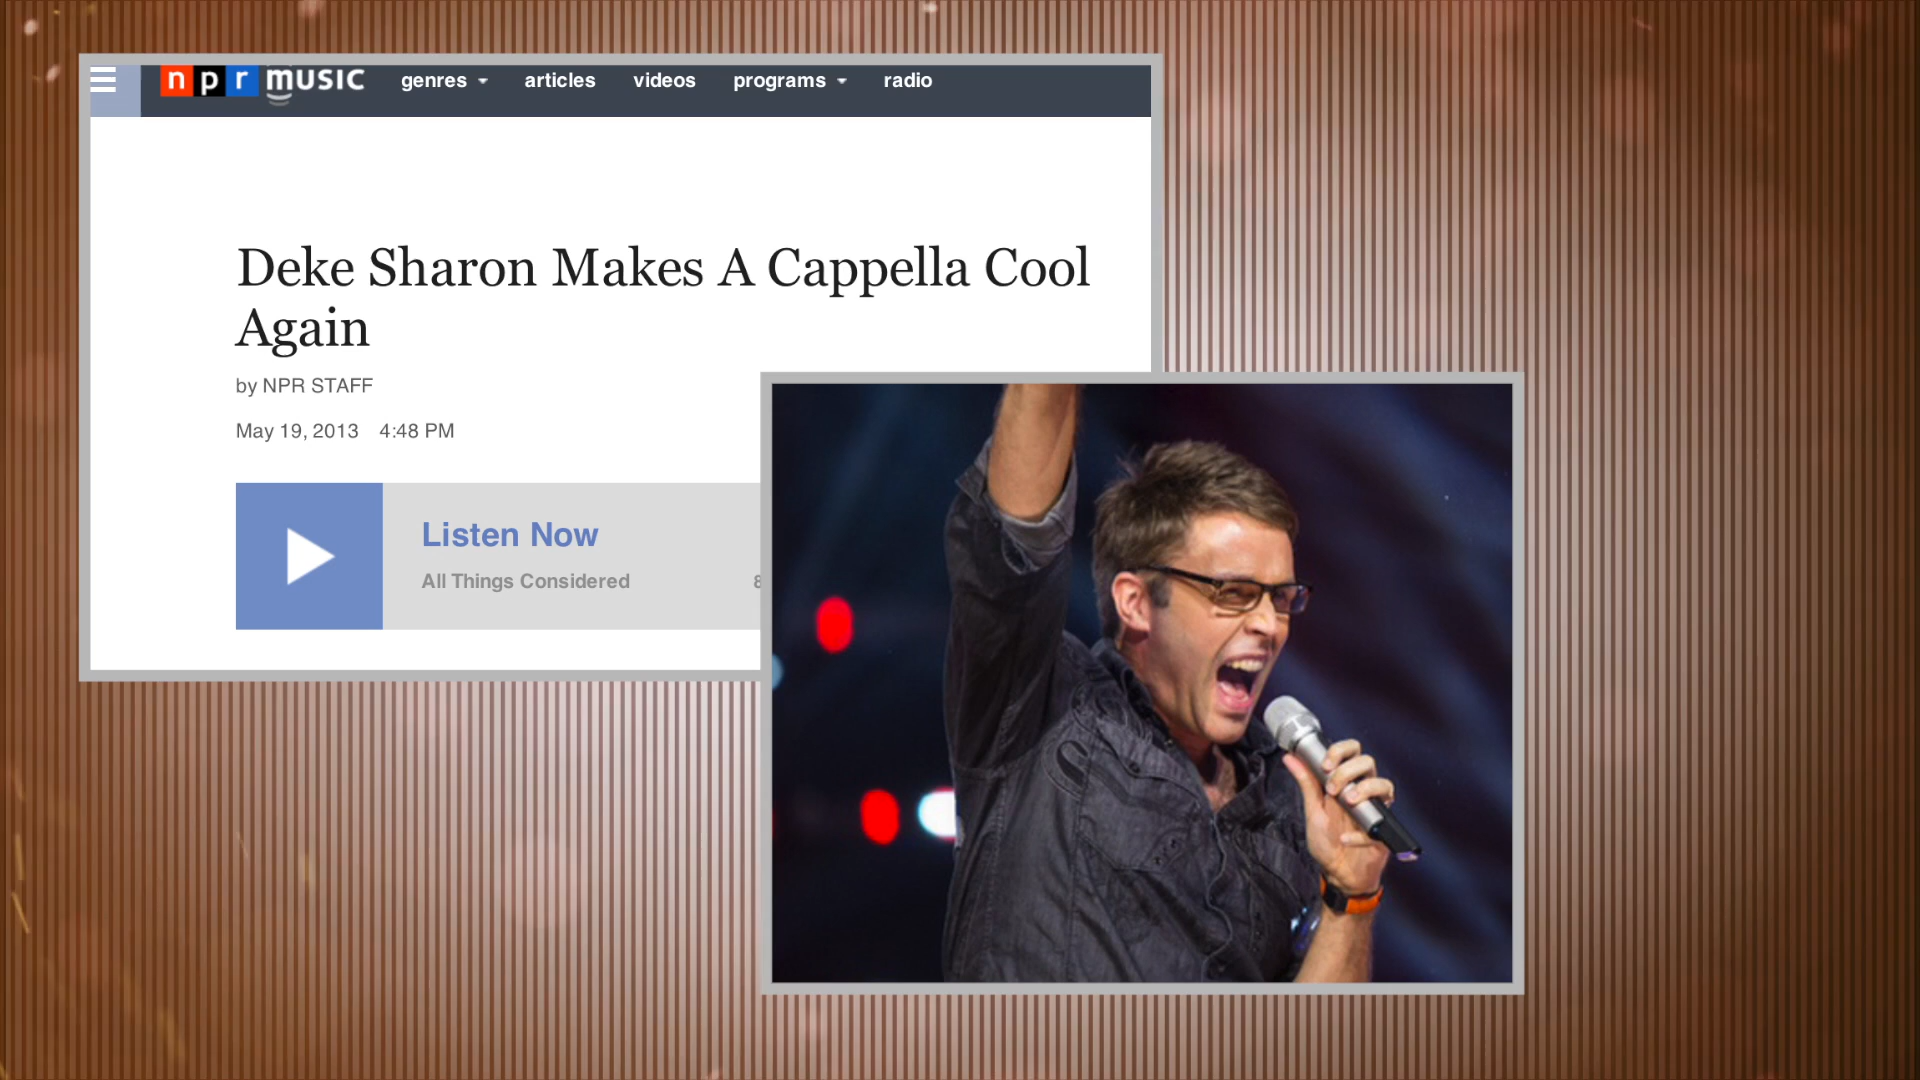 npr music genres articles videos programs radio
Deke Sharon Makes A Cappella Cool
Again
by NPR STAFF
May 19, 2013 4:48 PM
Listen Now
All Things Considered